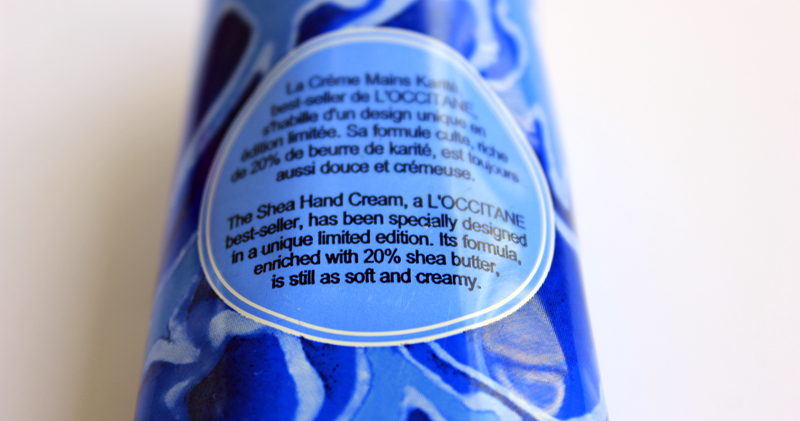 La Crème Mains Karité
best-seller de L'OCCITANE,
s'habille d'un design unique en
édition limitée. Sa formule culte, riche
de 20% de beurre de karité, est toujours
aussi douce et crémeuse.
The Shea Hand Cream, a L'OCCITANE
best-seller, has been specially designed
in a unique limited edition. Its formula,
enriched with 20% shea butter,
is still as soft and creamy.